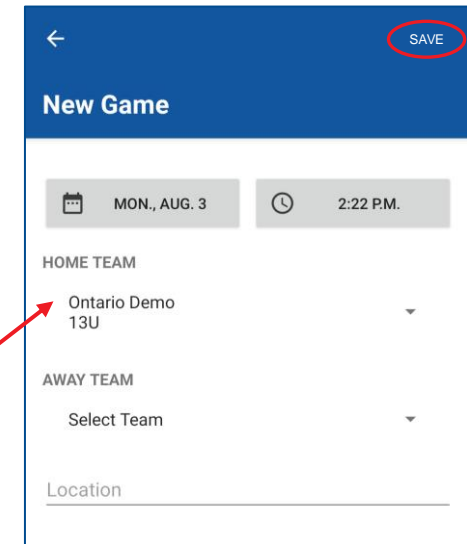 SAVE
New Game
MON., AUG. 3
2:22 P.M.
HOME TEAM
Ontario Demo
13U
AWAY TEAM
Select Team
Location